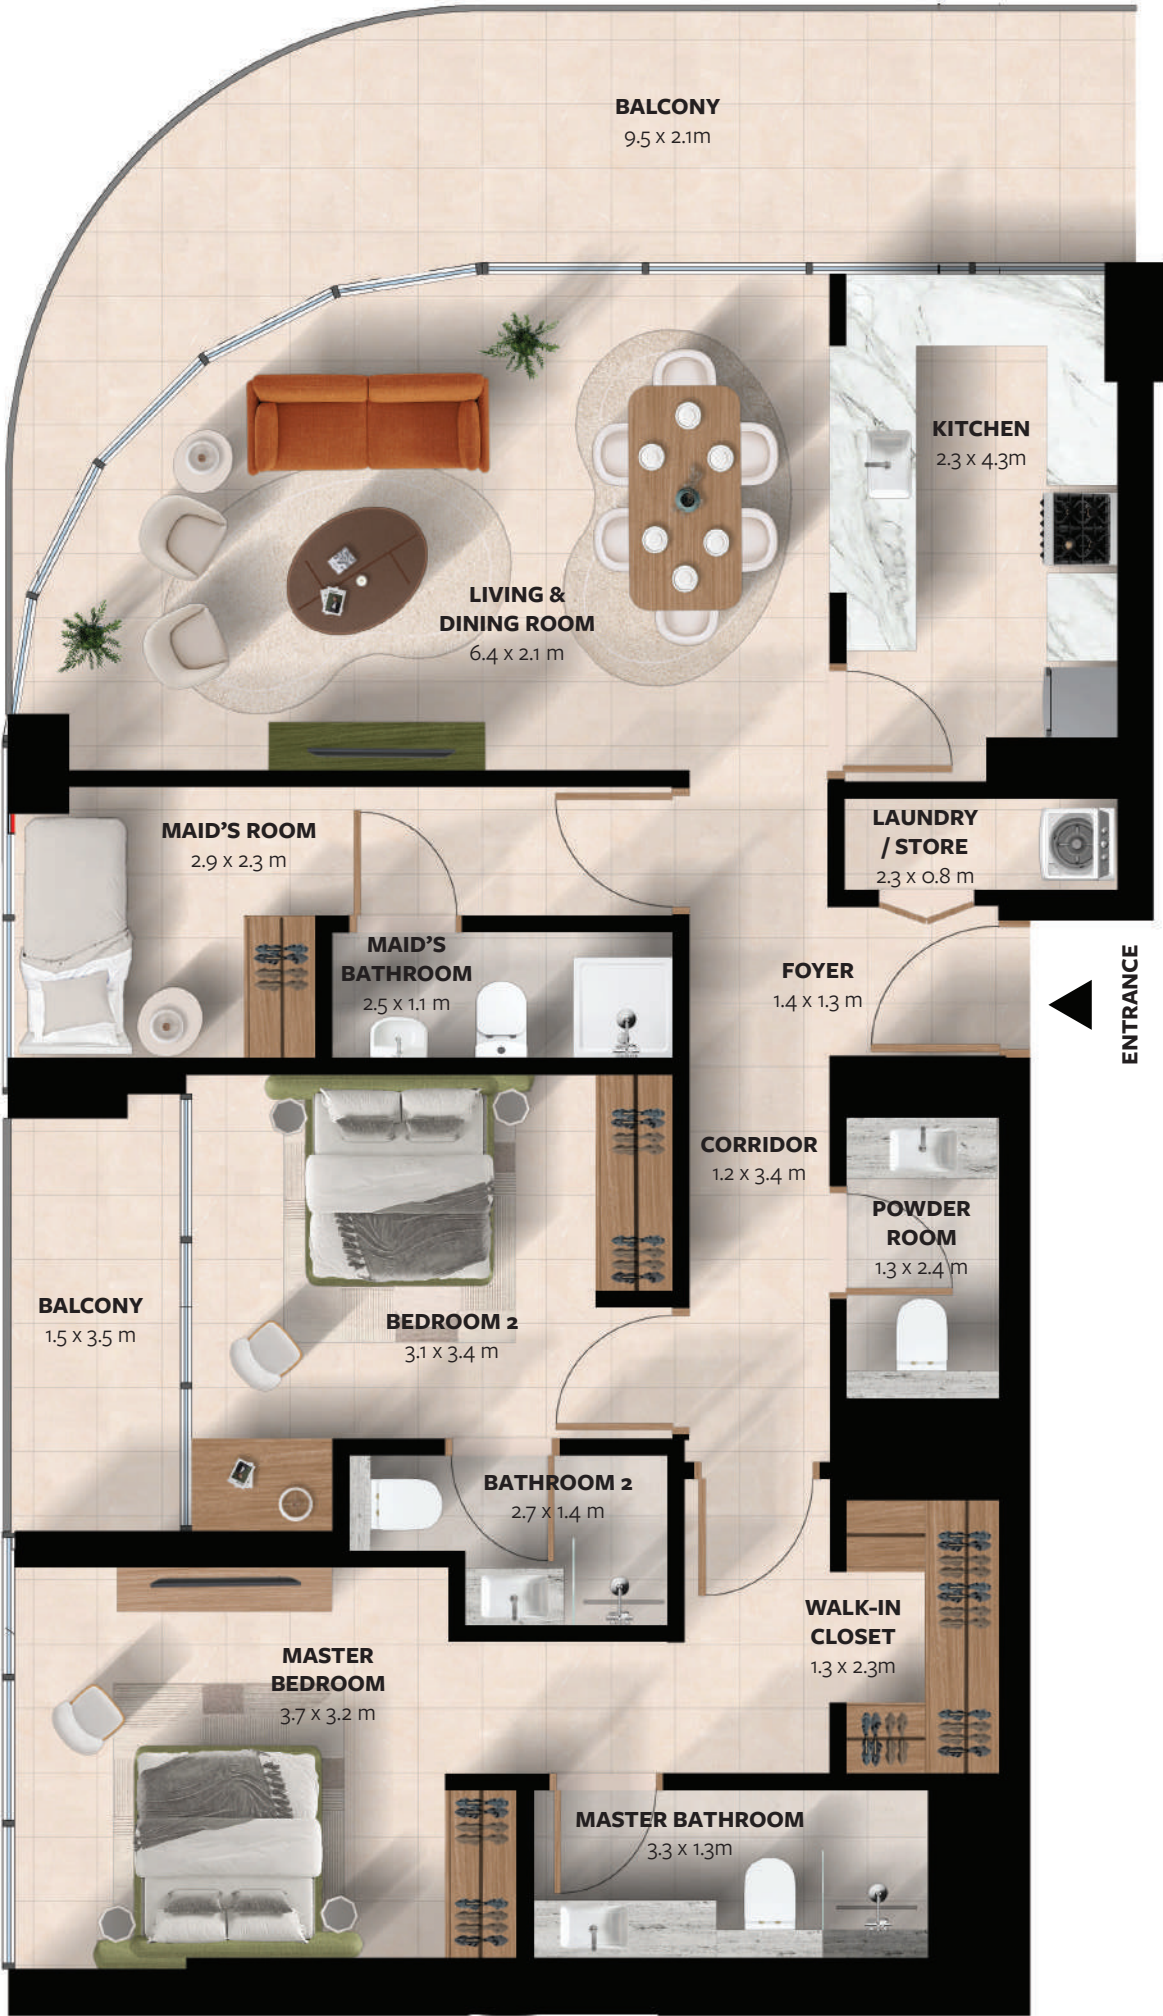 BALCONY
9.5 x 2.1m
KITCHEN
2.3 x 4.3m
LIVING &
DINING ROOM
6.4 x 2.1 m
MAID'S ROOM
2.9 x 2.3 m
LAUNDRY
/ STORE
2.3 x 0.8 m
MAID'S
BATHROOM
2.5 x 1.1 m
FOYER
1.4 x 1.3 m
ENTRANCE
CORRIDOR
1.2 x 3.4 m
POWDER
ROOM
1.3 x 2.4 m
BALCONY
1.5 x 3.5 m
BEDROOM 2
3.1 x 3.4 m
BATHROOM 2
2.7 x 1.4 m
WALK-IN
CLOSET
1.3 x 2.3m
MASTER
BEDROOM
3.7 x 3.2 m
MASTER BATHROOM
3.3 x 1.3m